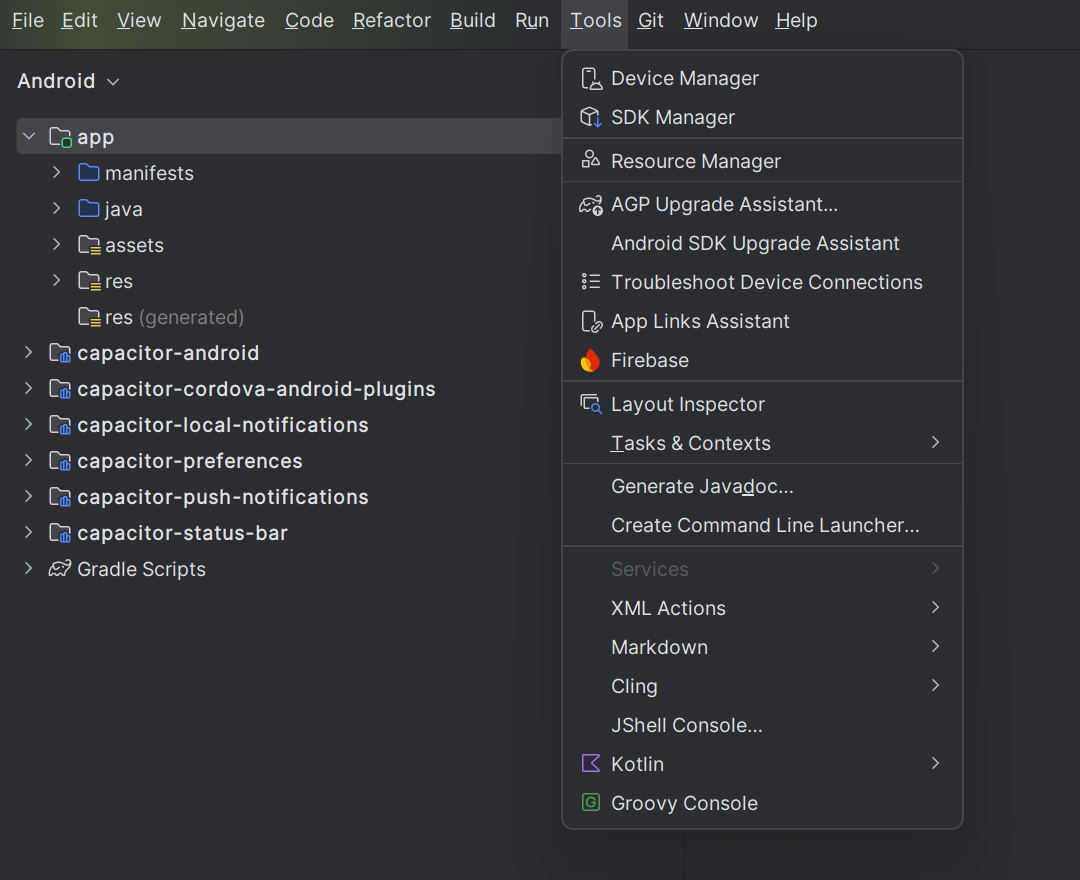 File Edit View Navigate Code Refactor Build Run Tools Git Window Help
Android
app
manifests
java
assets
res
res (generated)
capacitor-android
capacitor-cordova-android-plugins
capacitor-local-notifications
capacitor-preferences
capacitor-push-notifications
capacitor-status-bar
Gradle Scripts
Device Manager
SDK Manager
Resource Manager
AGP Upgrade Assistant...
Android SDK Upgrade Assistant
Troubleshoot Device Connections
App Links Assistant
Firebase
Layout Inspector
Tasks & Contexts
Generate Javadoc...
Create Command Line Launcher...
Services
XML Actions
Markdown
Cling
JShell Console...
Kotlin
G Groovy Console